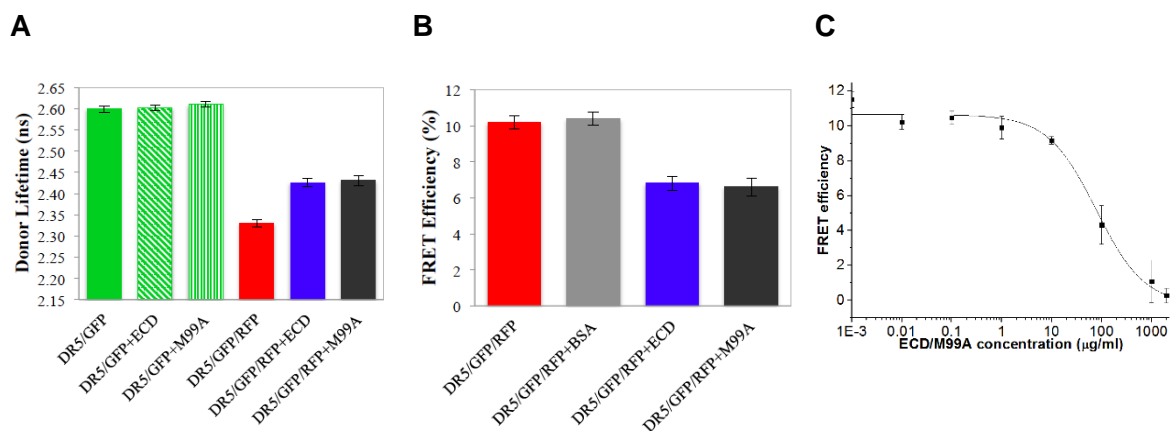 A
B
C
Donor Lifetime (ns)
2.65
2.60
2.55
2.50
2.45
2.40
2.35
2.30
2.25
2.20
2.15
DR5/GFP
DR5/GFP+ECD
DR5/GFP+M99A
DR5/GFP/RFP
DR5/GFP/RFP+ECD
DR5/GFP/RFP+M99A
FRET Efficiency (%)
12
10
8
6
4
2
0
DR5/GFP/RFP
DR5/GFP/RFP+BSA
DR5/GFP/RFP+ECD
DR5/GFP/RFP+M99A
FRET efficiency
12
10
8
6
4
2
0
1E-3 0.01 0.1 1 10 100 1000
ECD/M99A concentration (μg/ml)